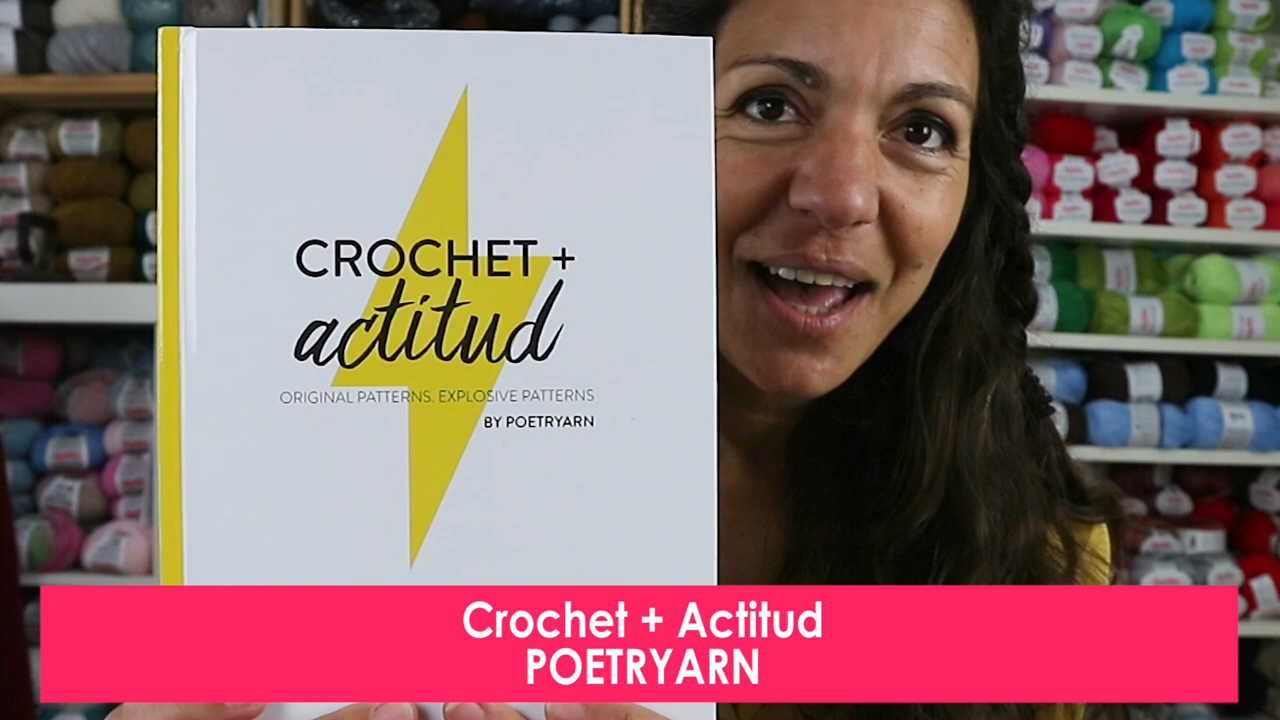 CROCHET +
actitud
ORIGINAL PATTERNS. EXPLOSIVE PATTERNS
BY POETRYARN
Crochet + Actitud
POETRYARN